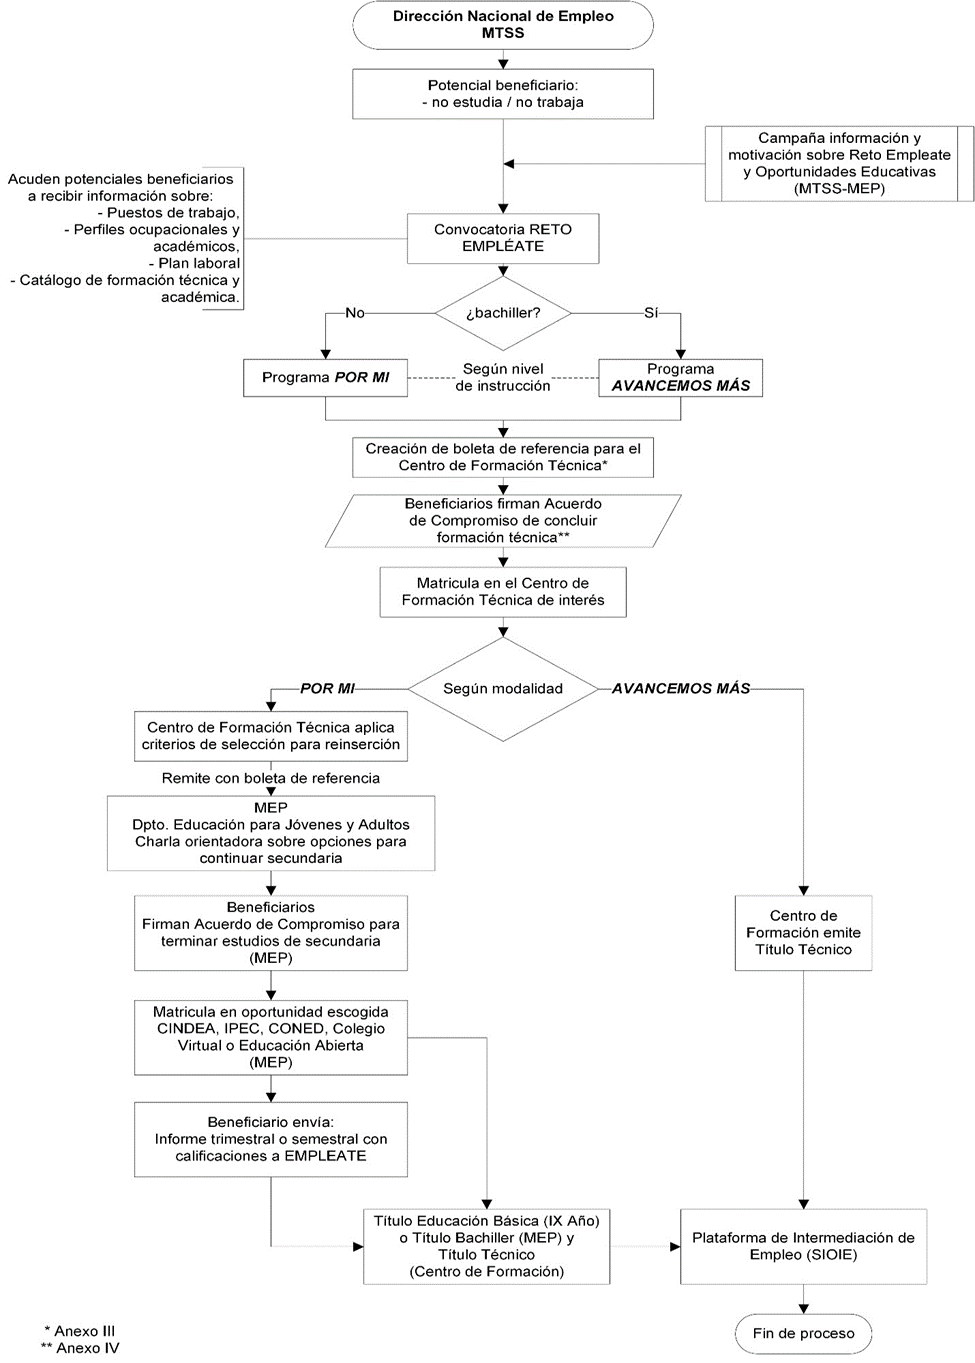 Dirección Nacional de Empleo
MTSS
Potencial beneficiario:
- no estudia / no trabaja
Campaña información y
motivación sobre Reto Empleate
y Oportunidades Educativas
(MTSS-MEP)
Acuden potenciales beneficiarios
a recibir información sobre:
- Puestos de trabajo,
- Perfiles ocupacionales y
académicos,
- Plan laboral
- Catálogo de formación técnica y
académica.
Convocatoria RETO
EMPLÉATE
No
¿bachiller?
Sí
Programa POR MI
Según nivel
de instrucción
Programa
AVANCEMOS MÁS
Creación de boleta de referencia para el
Centro de Formación Técnica*
Beneficiarios firman Acuerdo
de Compromiso de concluir
formación técnica**
Matricula en el Centro de
Formación Técnica de interés
POR MI
Según modalidad
AVANCEMOS MÁS
Centro de Formación Técnica aplica
criterios de selección para reinserción
Remite con boleta de referencia
MEP
Dpto. Educación para Jóvenes y Adultos
Charla orientadora sobre opciones para
continuar secundaria
Beneficiarios
Firman Acuerdo de Compromiso para
terminar estudios de secundaria
(MEP)
Centro de
Formación emite
Título Técnico
Matricula en oportunidad escogida
CINDEA, IPEC, CONED, Colegio
Virtual o Educación Abierta
(MEP)
Beneficiario envía:
Informe trimestral o semestral con
calificaciones a EMPLEATE
Título Educación Básica (IX Año)
o Título Bachiller (MEP) y
Título Técnico
(Centro de Formación)
Plataforma de Intermediación de
Empleo (SIOIE)
Fin de proceso
* Anexo III
** Anexo IV